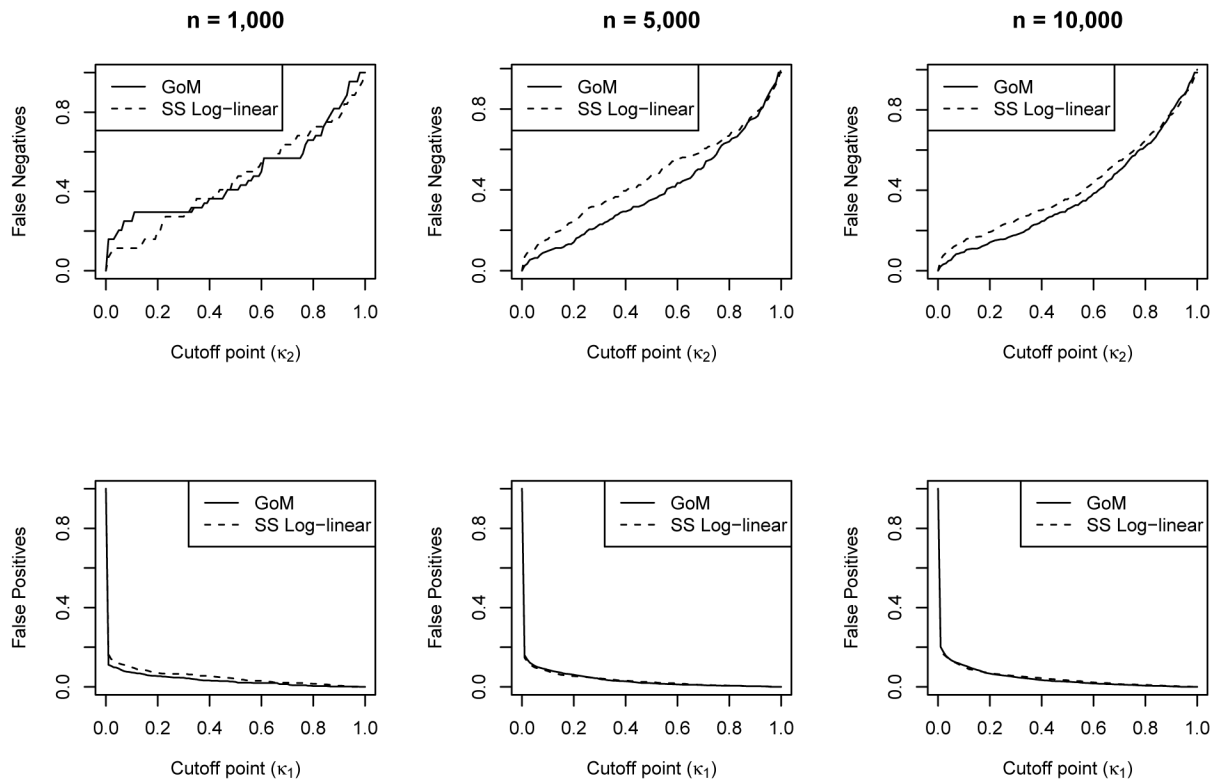 n = 1,000
n = 5,000
n = 10,000
False Negatives
0.0 0.4 0.8
GoM
SS Log−linear
0.0 0.2 0.4 0.6 0.8 1.0
Cutoff point (κ2)
False Negatives
0.0 0.4 0.8
GoM
SS Log−linear
0.0 0.2 0.4 0.6 0.8 1.0
Cutoff point (κ2)
False Negatives
0.0 0.4 0.8
GoM
SS Log−linear
0.0 0.2 0.4 0.6 0.8 1.0
Cutoff point (κ2)
False Positives
0.0 0.4 0.8
GoM
SS Log−linear
0.0 0.2 0.4 0.6 0.8 1.0
Cutoff point (κ1)
False Positives
0.0 0.4 0.8
GoM
SS Log−linear
0.0 0.2 0.4 0.6 0.8 1.0
Cutoff point (κ1)
False Positives
0.0 0.4 0.8
GoM
SS Log−linear
0.0 0.2 0.4 0.6 0.8 1.0
Cutoff point (κ1)